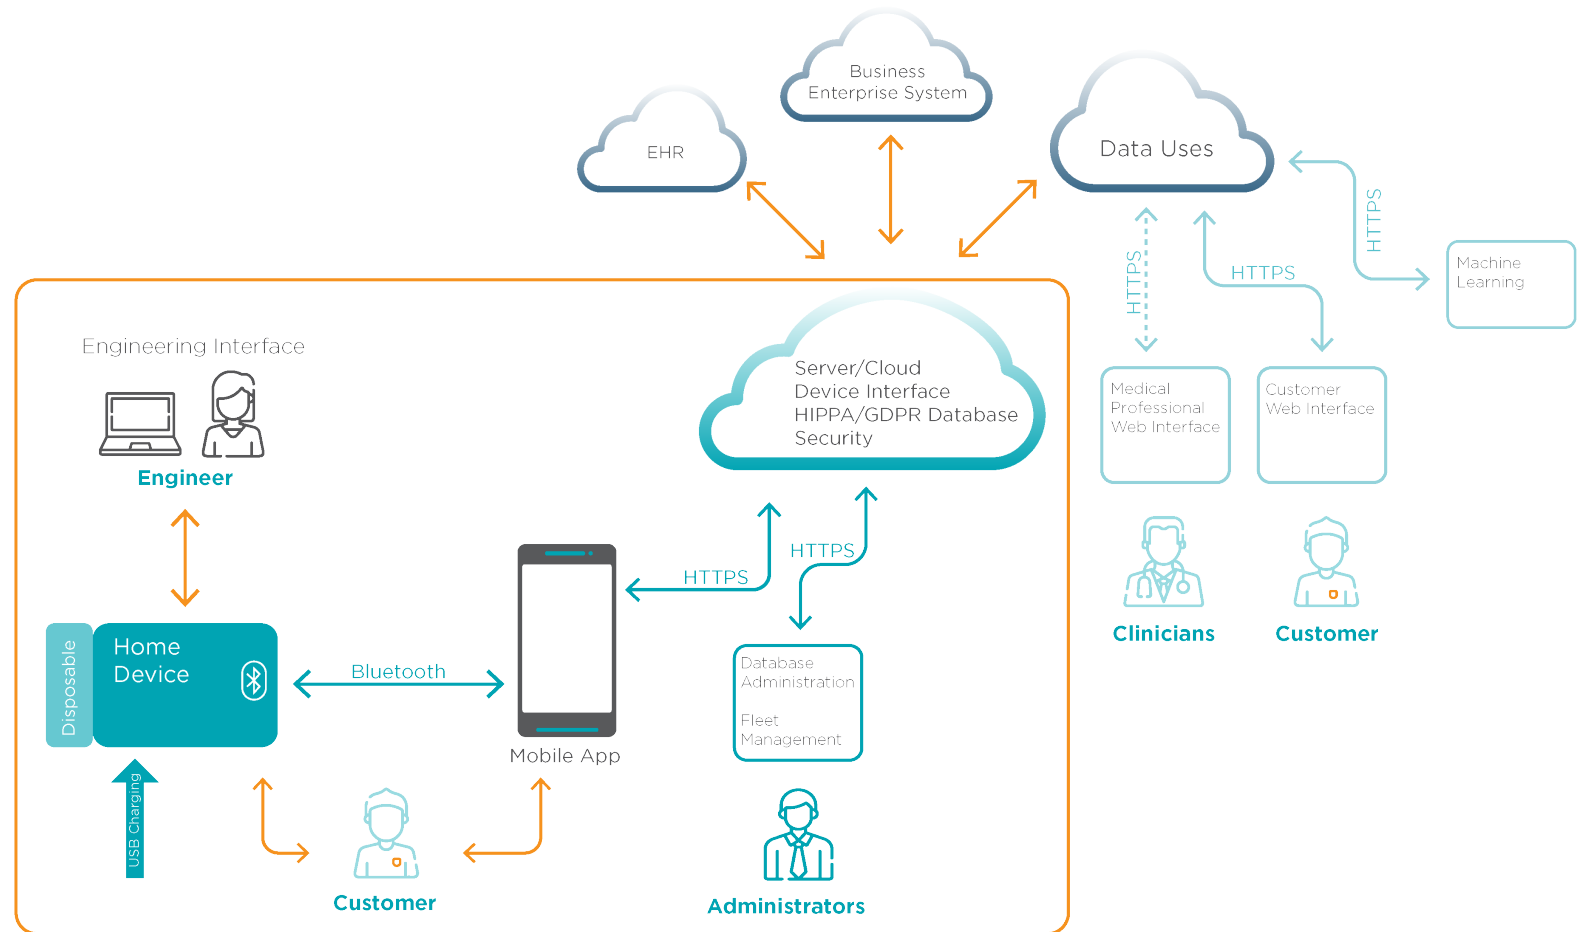 Business
Enterprise System
EHR
Data Uses
HTTPS
HTTPS
HTTPS
Machine
Learning
Engineering Interface
Engineer
Server/Cloud
Device Interface
HIPPA/GDPR Database
Security
Medical
Professional
Web Interface
Customer
Web Interface
Clinicians
Customer
HTTPS
HTTPS
Disposable
Home
Device
Bluetooth
Mobile App
Database
Administration
Fleet
Management
USB Charging
Customer
Administrators